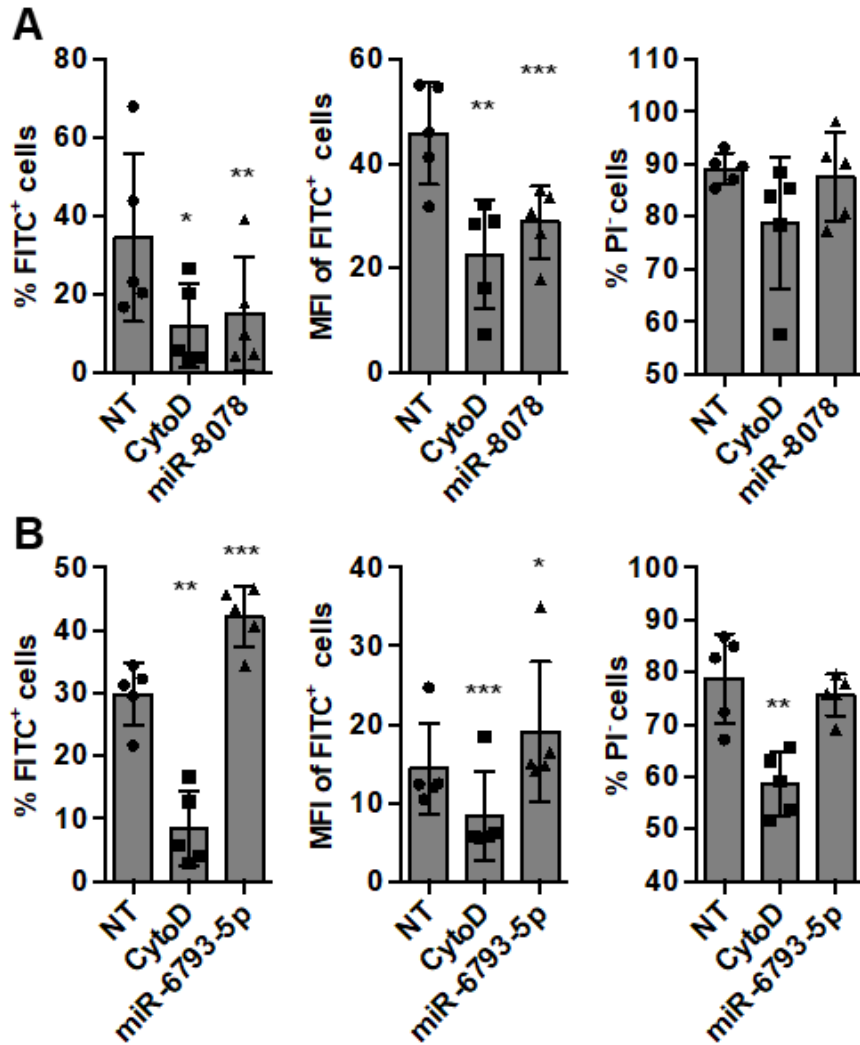 A
% FITC⁺ cells
80
60
40
20
0
*
**
NT
CytoD
miR-8078
MFI of FITC⁺ cells
60
40
20
0
**
***
NT
CytoD
miR-8078
% PI⁻cells
110
100
90
80
70
60
50
NT
CytoD
miR-8078
B
% FITC⁺ cells
50
40
30
20
10
0
**
***
NT
CytoD
miR-6793-5p
MFI of FITC⁺ cells
40
30
20
10
0
***
*
NT
CytoD
miR-6793-5p
% PI⁻cells
100
90
80
70
60
50
40
**
NT
CytoD
miR-6793-5p